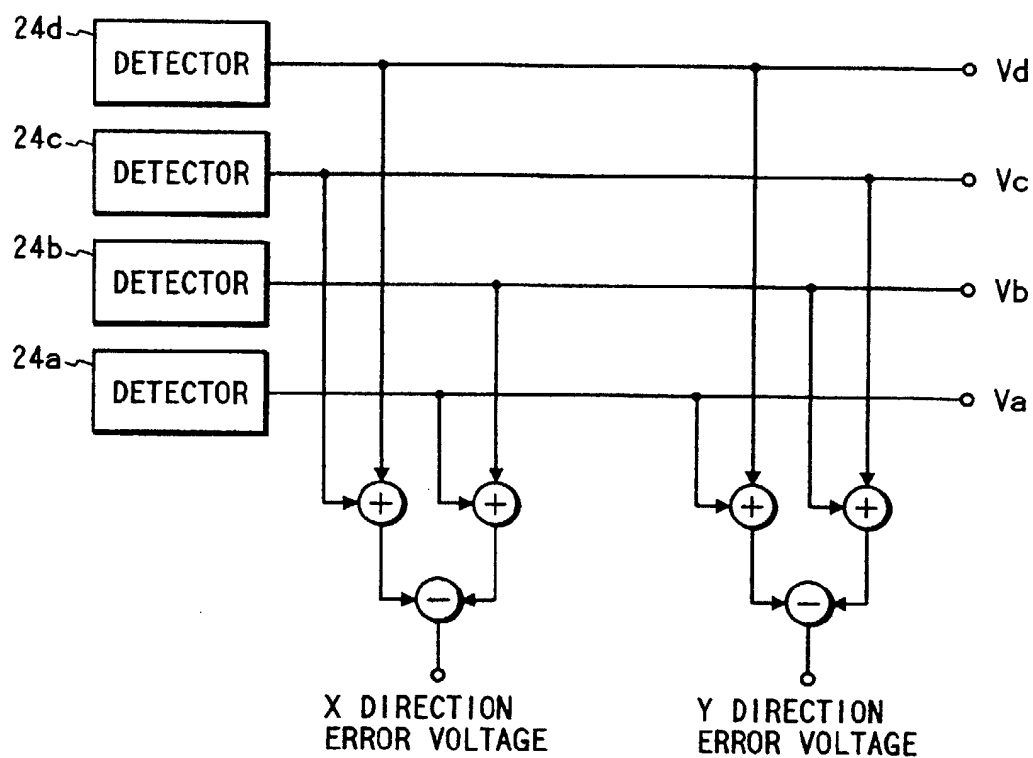 24d
DETECTOR
Vd
24c
DETECTOR
Vc
24b
DETECTOR
Vb
24a
DETECTOR
Va
+
+
+
+
−
−
X DIRECTION
ERROR VOLTAGE
Y DIRECTION
ERROR VOLTAGE